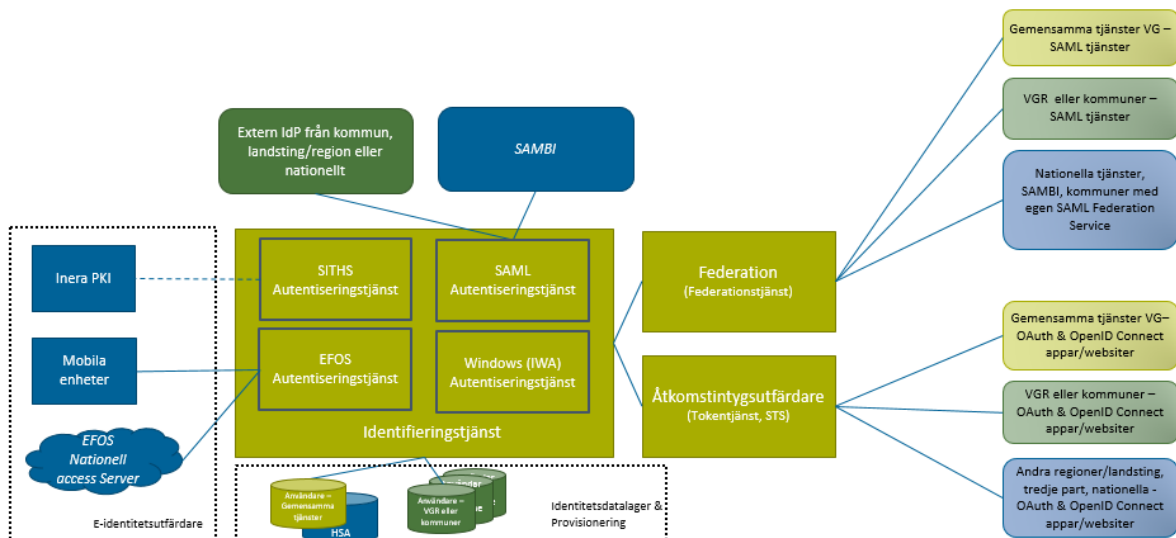 Gemensamma tjänster VG –
SAML tjänster
VGR eller kommuner –
SAML tjänster
Nationella tjänster,
SAMBI, kommuner med
egen SAML Federation
Service
Extern IdP från kommun,
landsting/region eller
nationellt
SAMBI
Inera PKI
Mobila
enheter
EFOS
Nationell
access Server
E-identitetsutfärdare
SITHS
Autentiseringstjänst
SAML
Autentiseringstjänst
EFOS
Autentiseringstjänst
Windows (IWA)
Autentiseringstjänst
Identifieringstjänst
Federation
(Federationstjänst)
Åtkomstintygsutfärdare
(Tokentjänst, STS)
Gemensamma tjänster VG–
OAuth & OpenID Connect
appar/websiter
VGR eller kommuner –
OAuth & OpenID Connect
appar/websiter
Andra regioner/landsting,
tredje part, nationella -
OAuth & OpenID Connect
appar/websiter
Användare –
Gemensamma
tjänster
HSA
Användare –
VGR eller
kommuner
Identitetsdatalager &
Provisionering